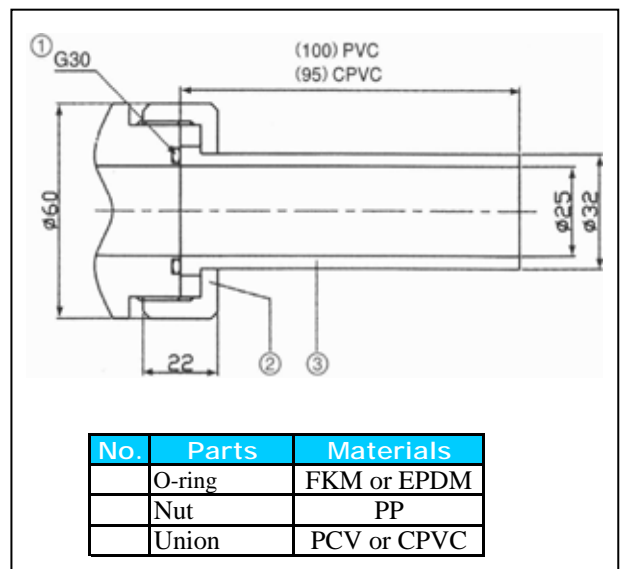 ① G30
(100) PVC
(95) CPVC
ø60
ø25
ø32
22
②
③
No. Parts Materials
O-ring FKM or EPDM
Nut PP
Union PCV or CPVC